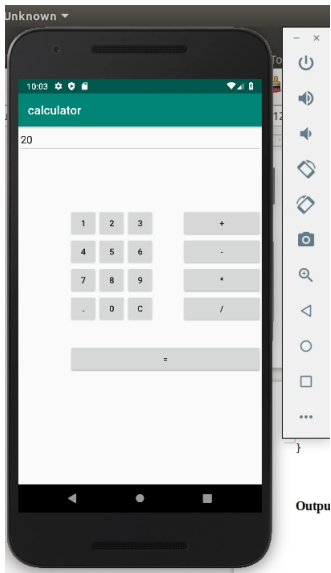 Unknown
10:03
calculator
20
1 2 3 +
4 5 6 -
7 8 9 *
. 0 C /
=
}
Outpu